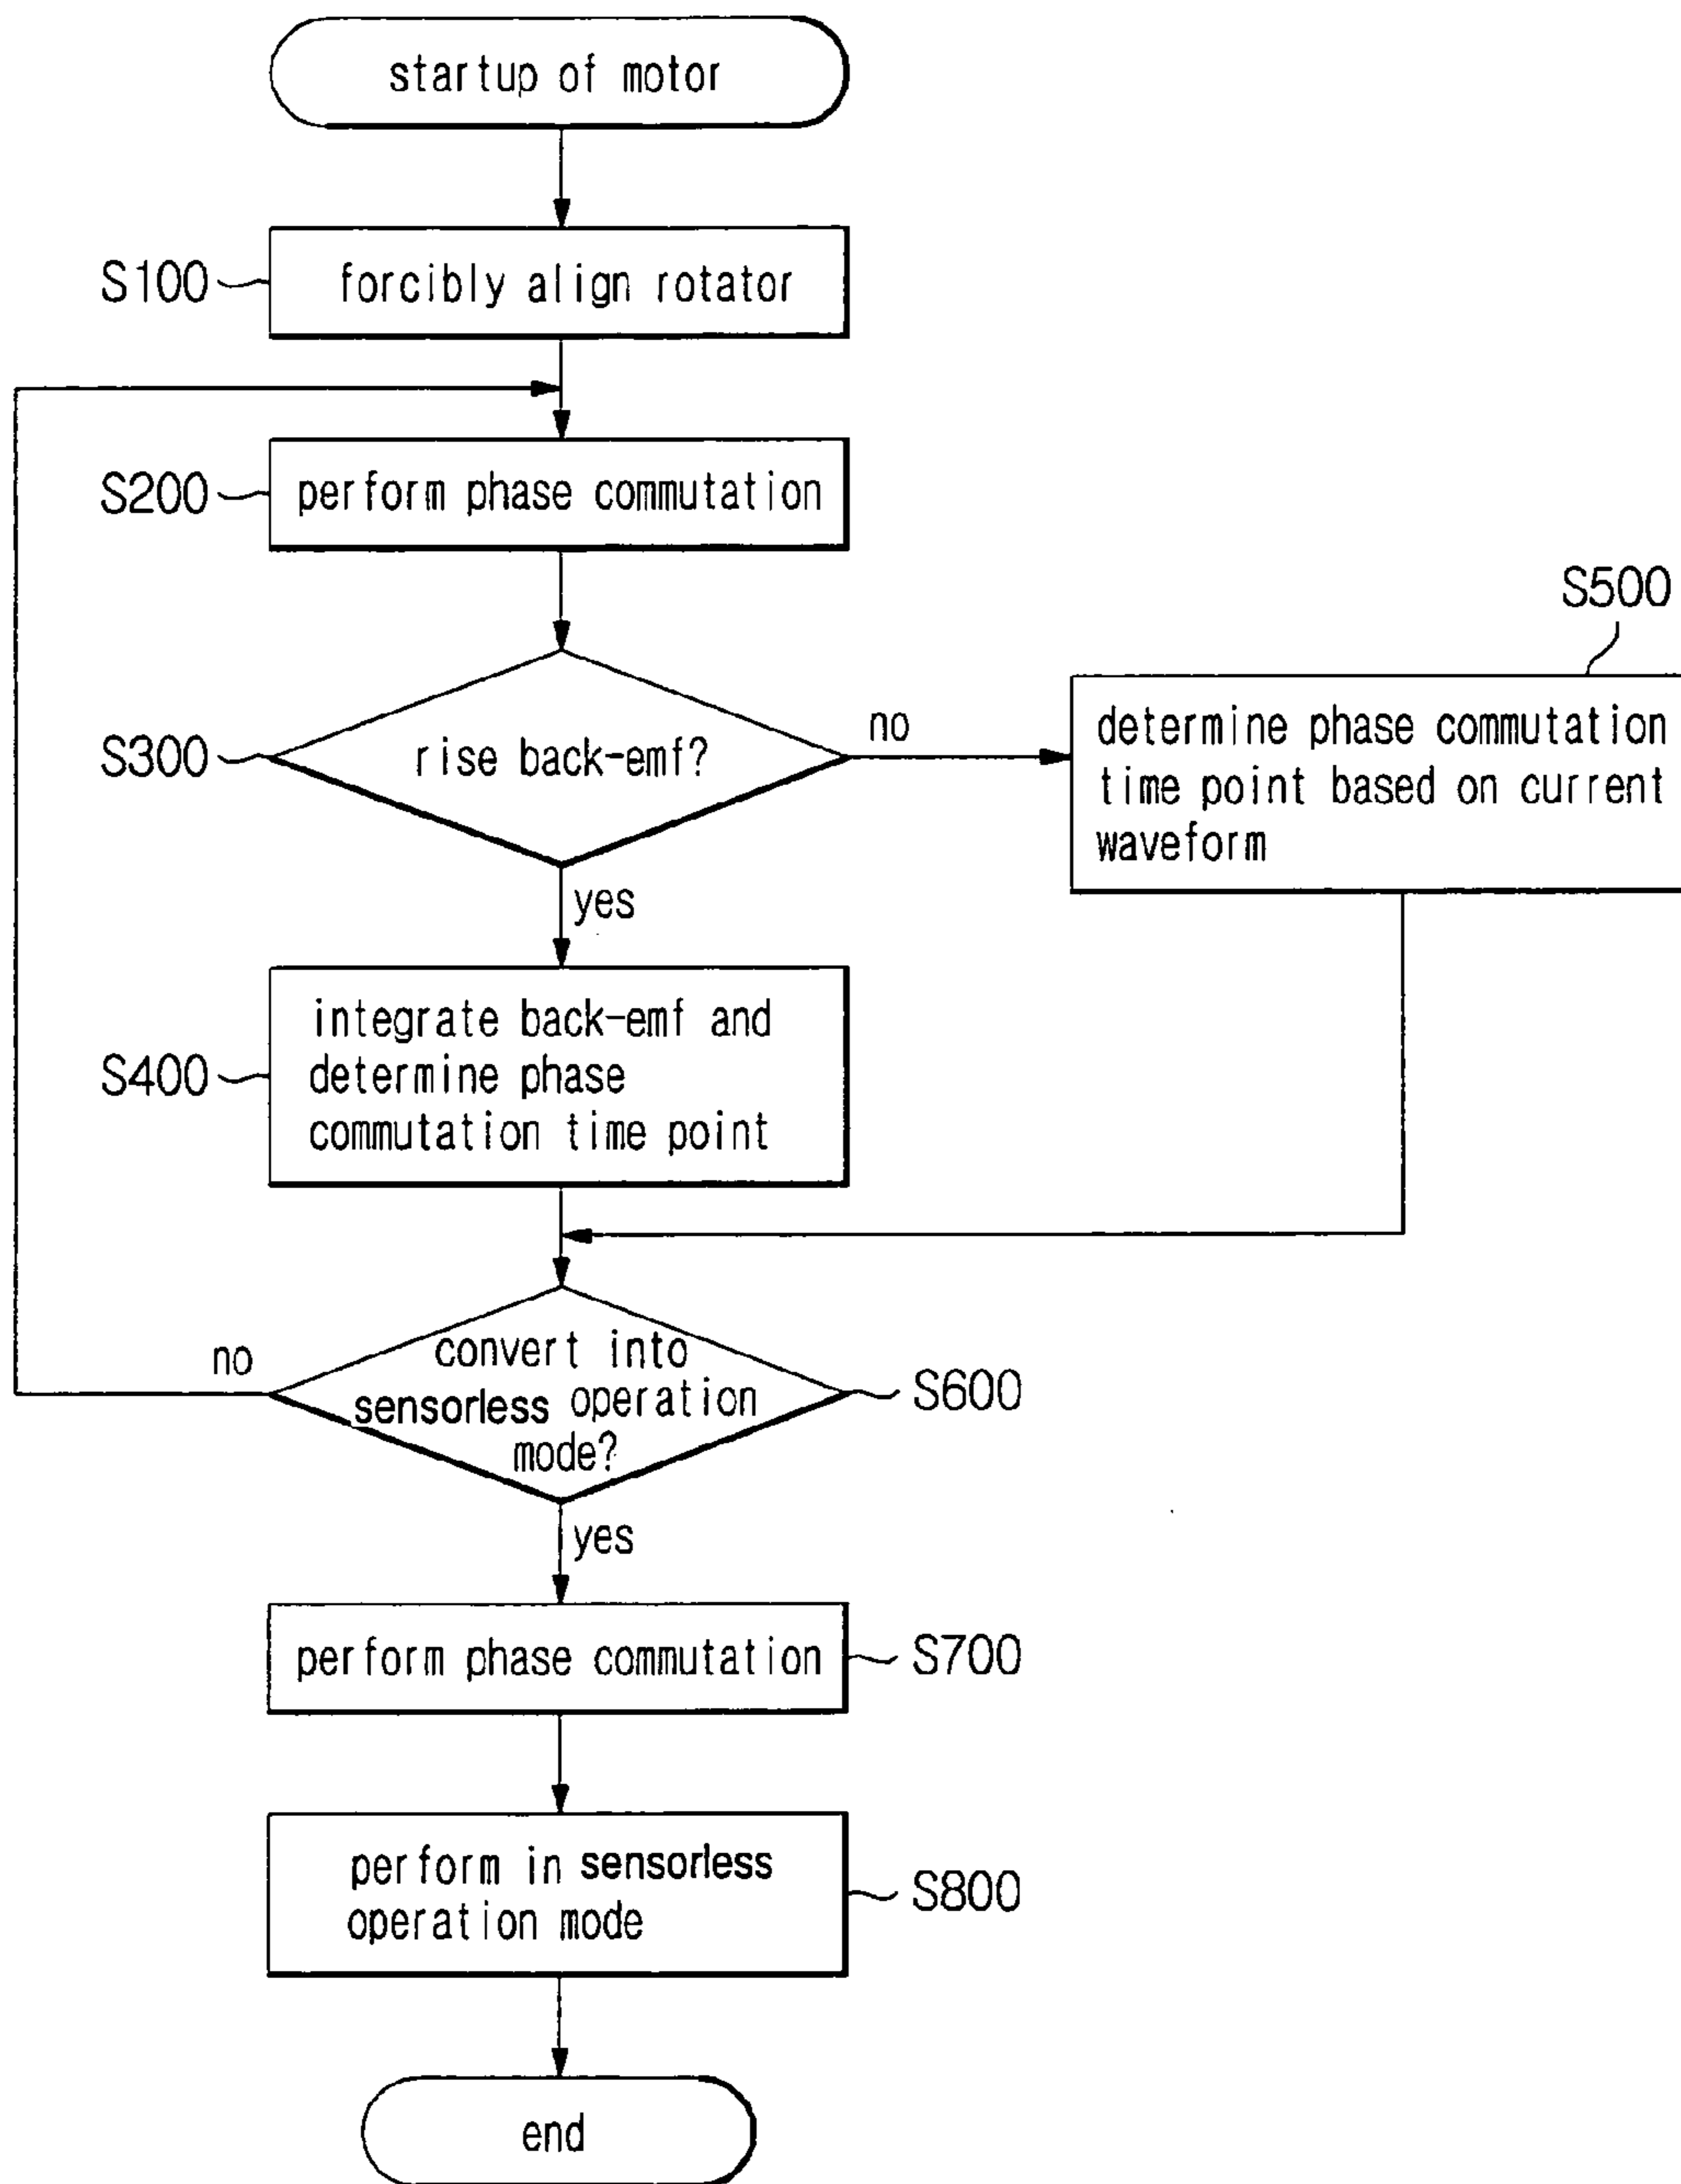 startup of motor
S100
forcibly align rotator
S200
perform phase commutation
S300
rise back-emf?
no
S500
determine phase commutation
time point based on current
waveform
yes
S400
integrate back-emf and
determine phase
commutation time point
no
convert into
sensorless operation
mode?
S600
yes
perform phase commutation
S700
perform in sensorless
operation mode
S800
end